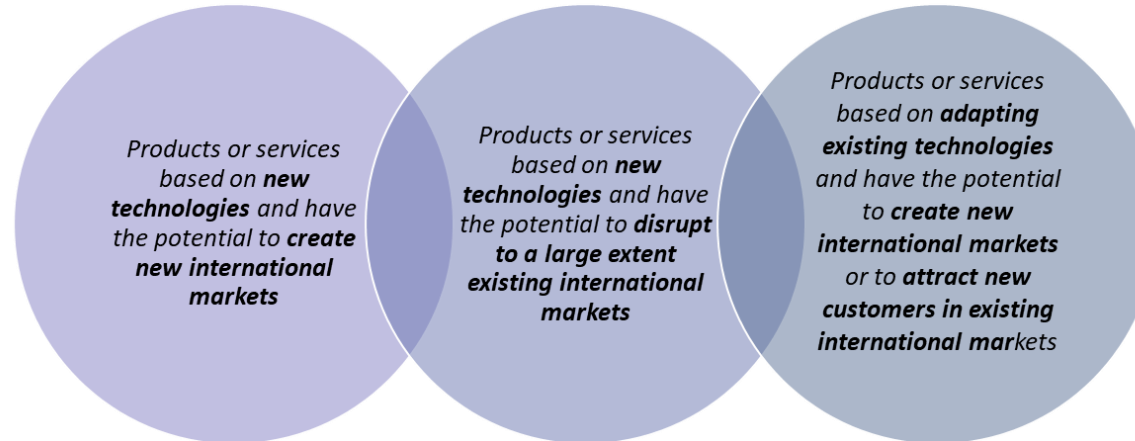 Products or services
based on new
technologies and have
the potential to create
new international
markets
Products or services
based on new
technologies and have
the potential to disrupt
to a large extent
existing international
markets
Products or services
based on adapting
existing technologies
and have the potential
to create new
international markets
or to attract new
customers in existing
international markets